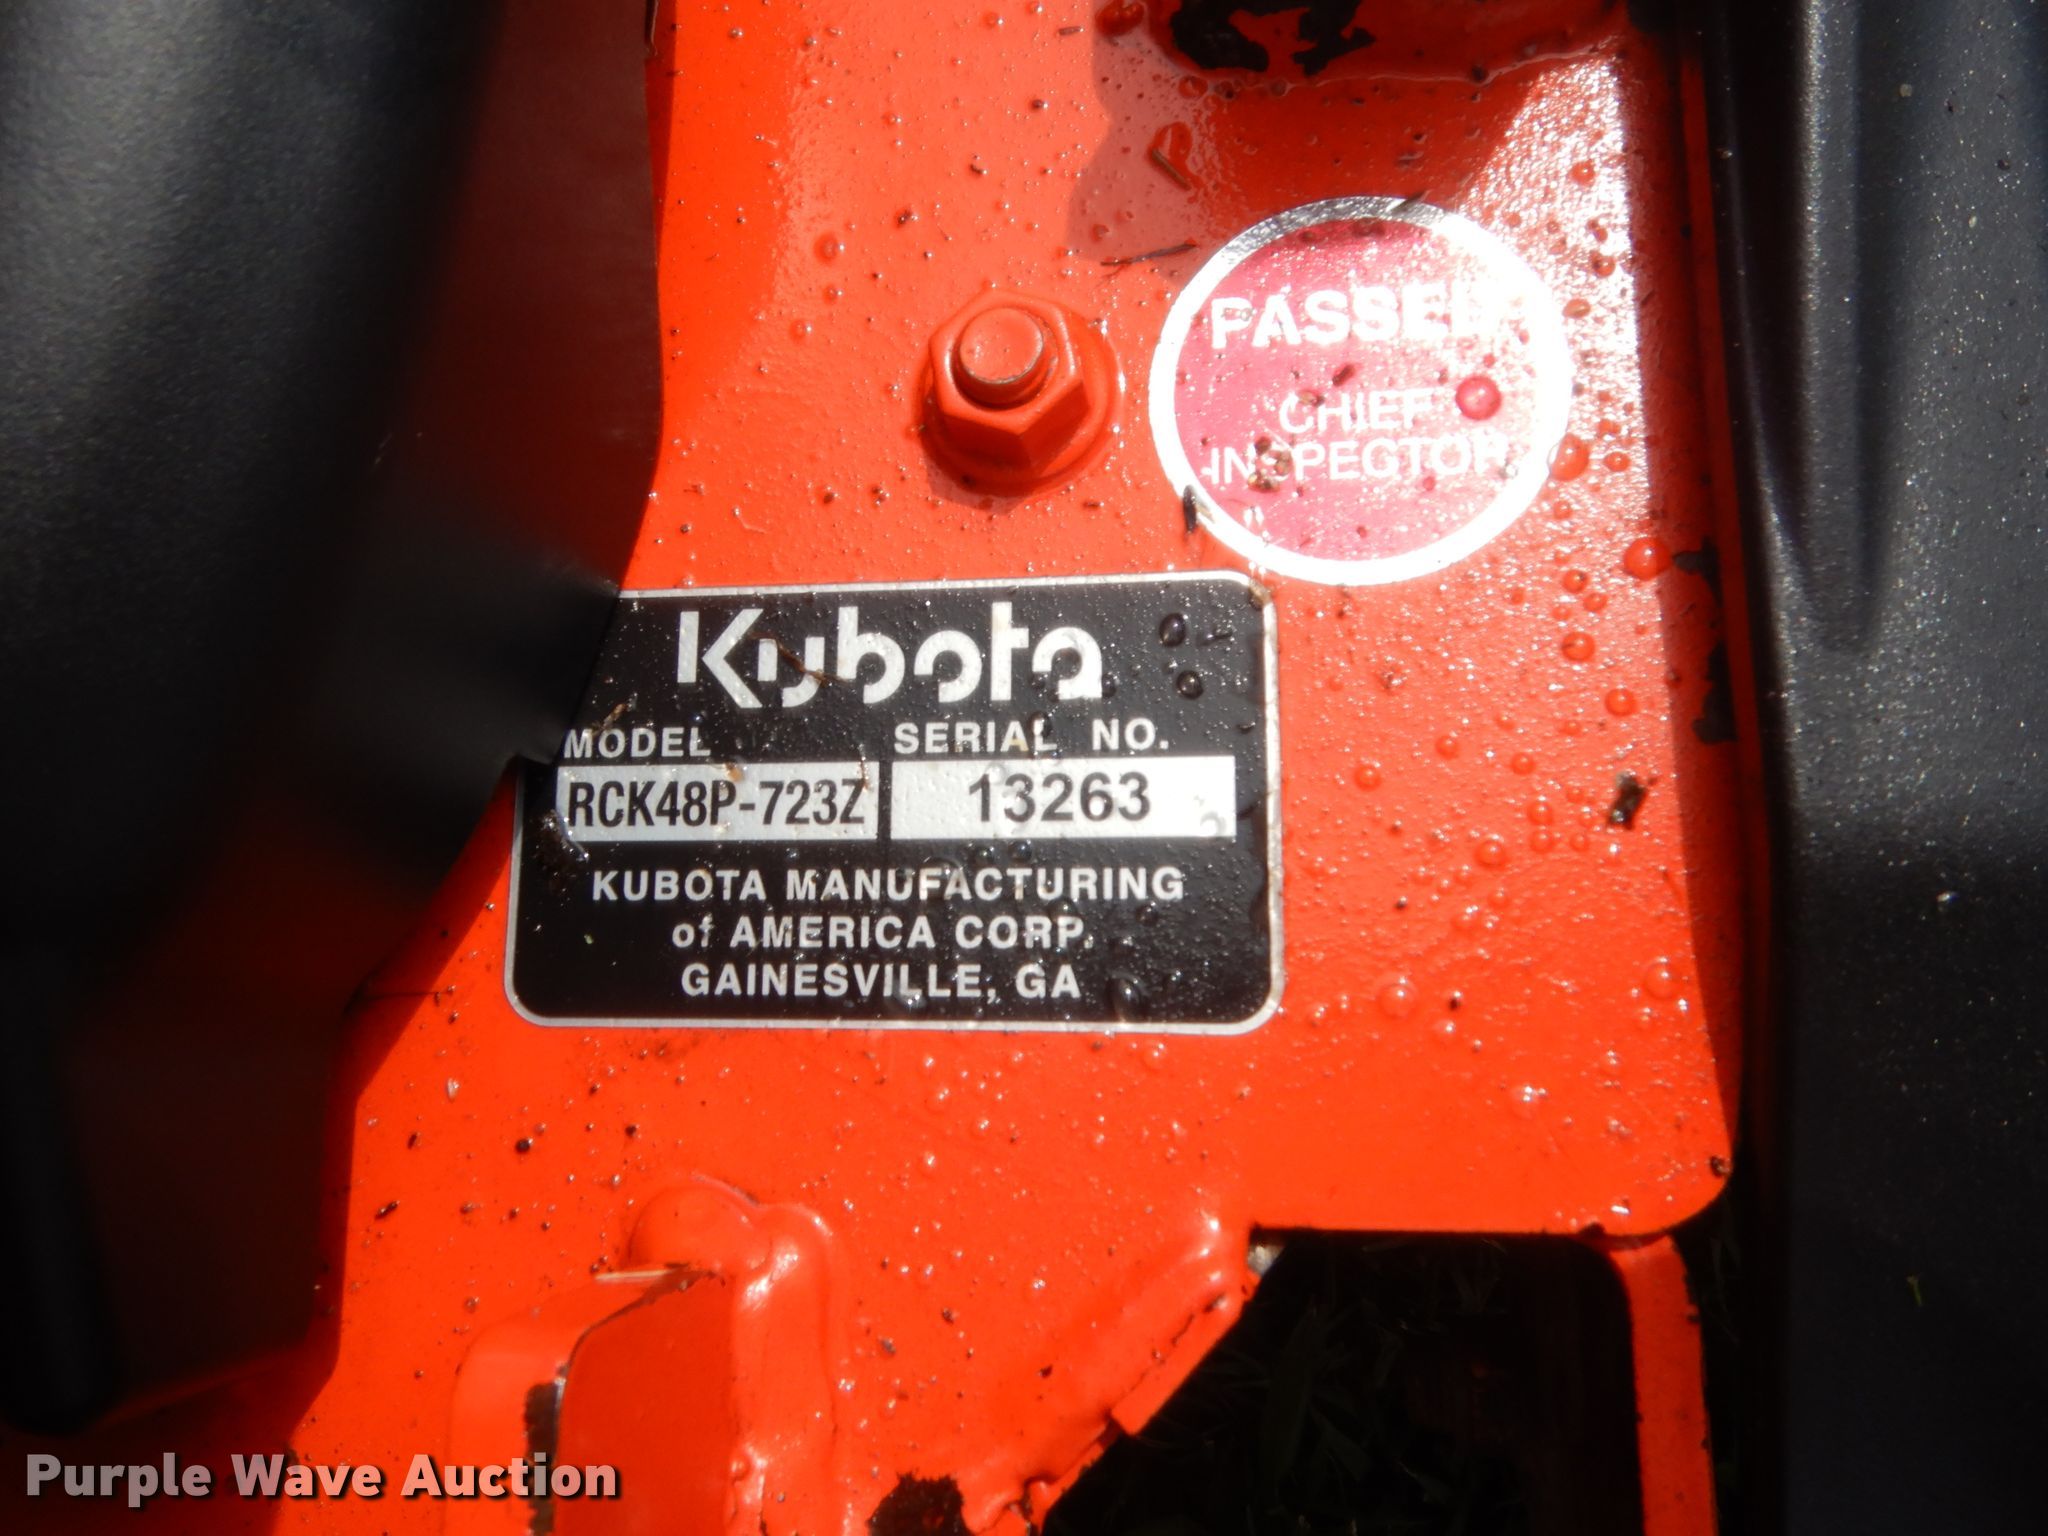 PASSED
CHIEF
INSPECTOR
Kubota
MODEL SERIAL NO.
RCK48P-723Z 13263
KUBOTA MANUFACTURING
of AMERICA CORP.
GAINESVILLE, GA
Purple Wave Auction